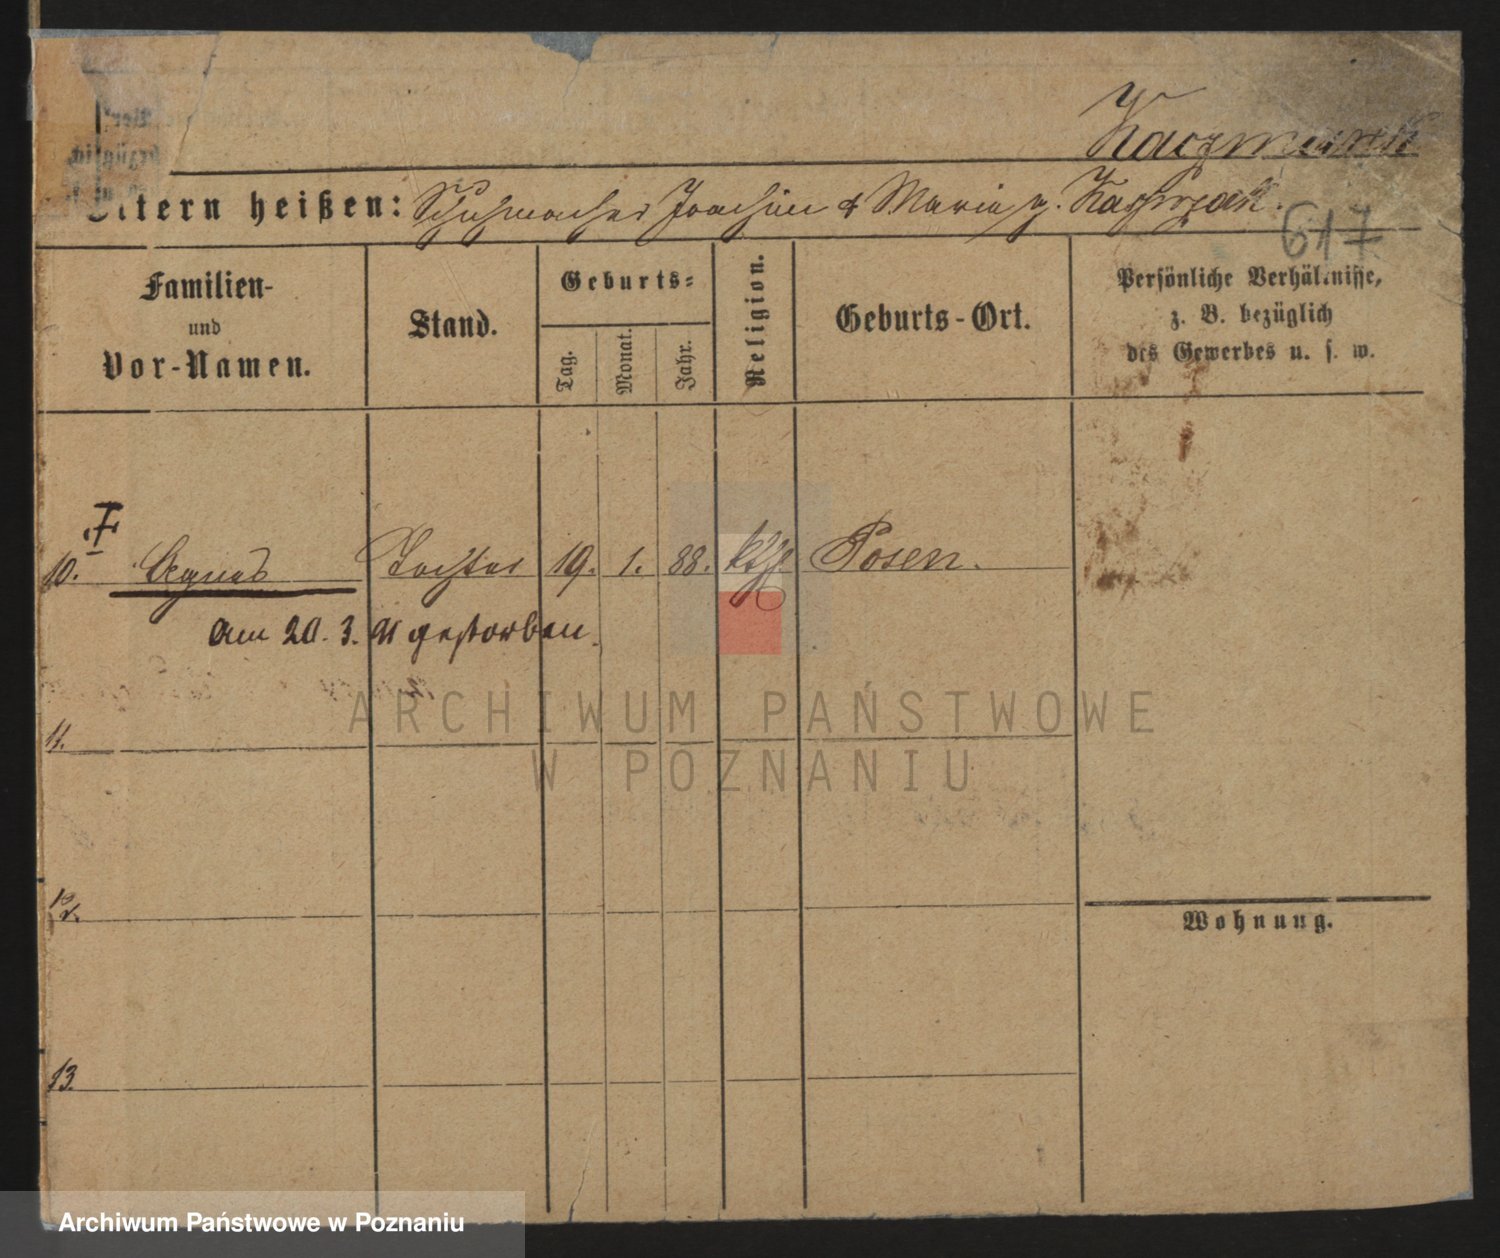 Kaczmarek
Eltern heißen: Schuhmacher Joachim & Maria g. Kasprzak.
617
Familien-
und
Vor-Namen.
Stand.
Geburts-
Tag.
Monat.
Jahr.
Religion.
Geburts-Ort.
Persönliche Verhältnisse,
z. B. bezüglich
des Gewerbes u. s. w.
10. Agnes Tochter 19. 1. 88. kth. Posen.
am 20. 3. 91 gestorben.
11.
12.
13.
Wohnung.
ARCHIWUM PAŃSTWOWE
W POZNANIU
Archiwum Państwowe w Poznaniu